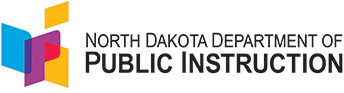 NORTH DAKOTA DEPARTMENT OF
PUBLIC INSTRUCTION